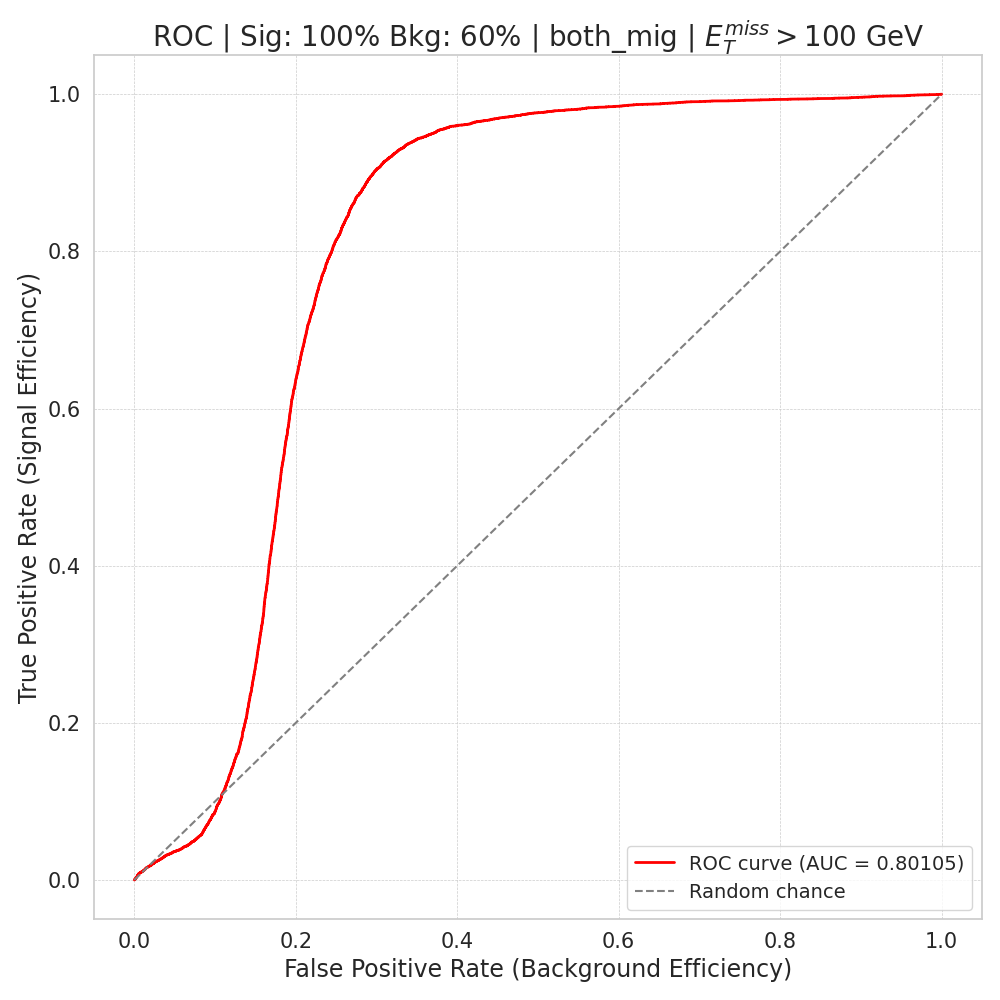 ROC | Sig: 100% Bkg: 60% | both_mig | $E_T^{miss} > 100$ GeV
1.0
0.8
0.6
0.4
0.2
0.0
True Positive Rate (Signal Efficiency)
ROC curve (AUC = 0.80105)
Random chance
0.0 0.2 0.4 0.6 0.8 1.0
False Positive Rate (Background Efficiency)